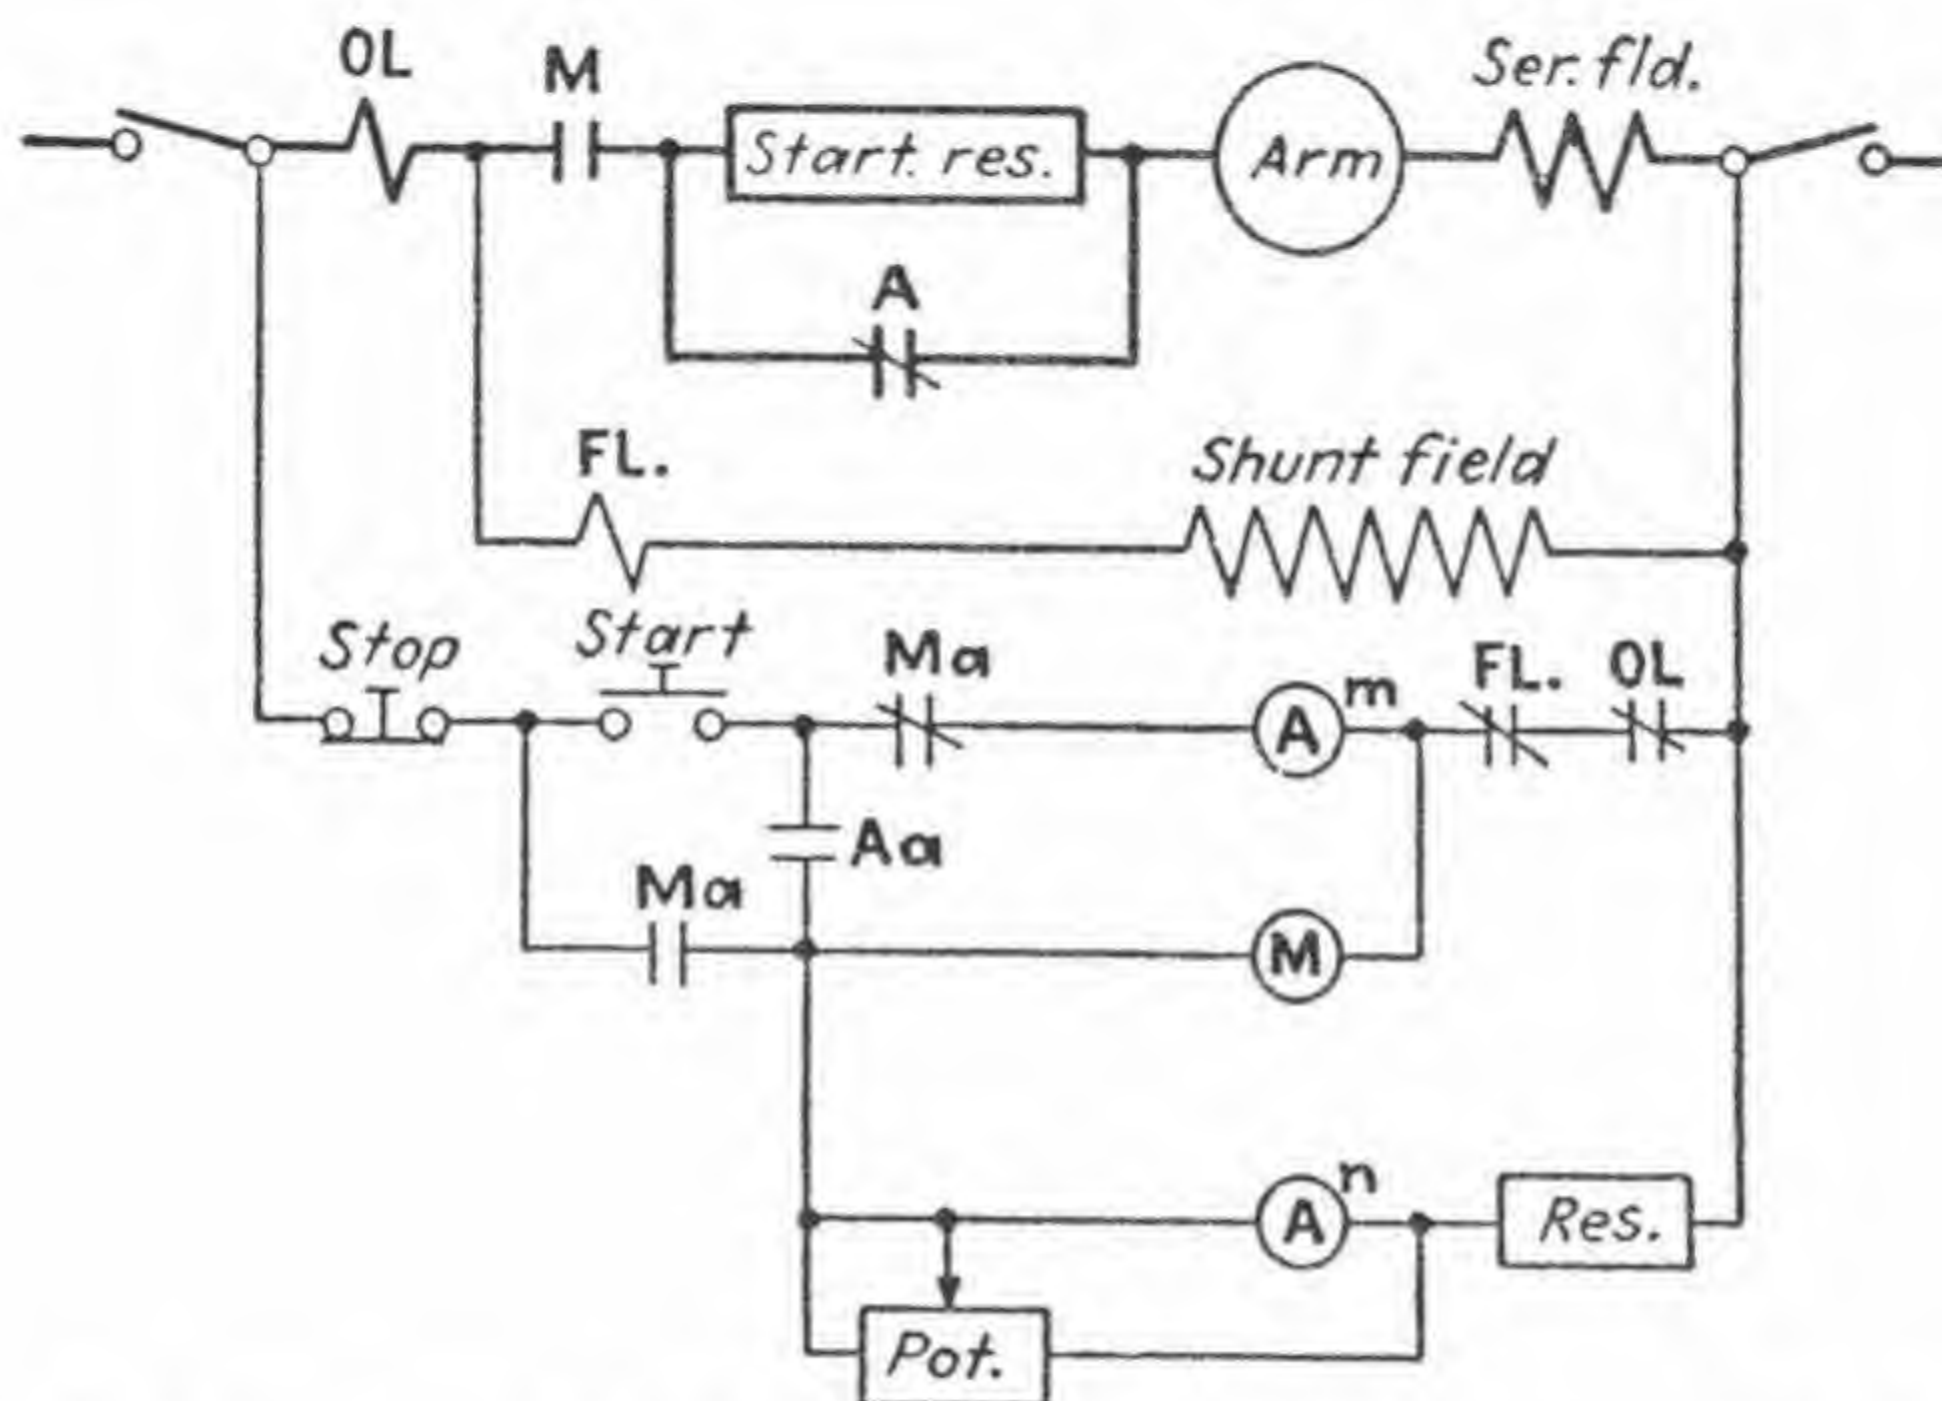 OL
M
Ser. fld.
Start. res.
Arm
A
FL.
Shunt field
Stop
Start
Ma
A
m
FL.
OL
Aa
Ma
M
A
n
Res.
Pot.